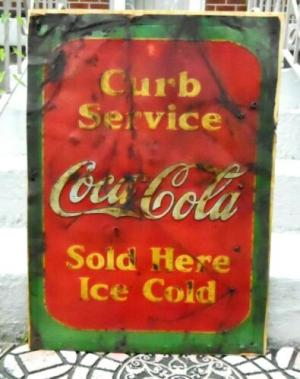 Curb
Service
Coca-Cola
Sold Here
Ice Cold